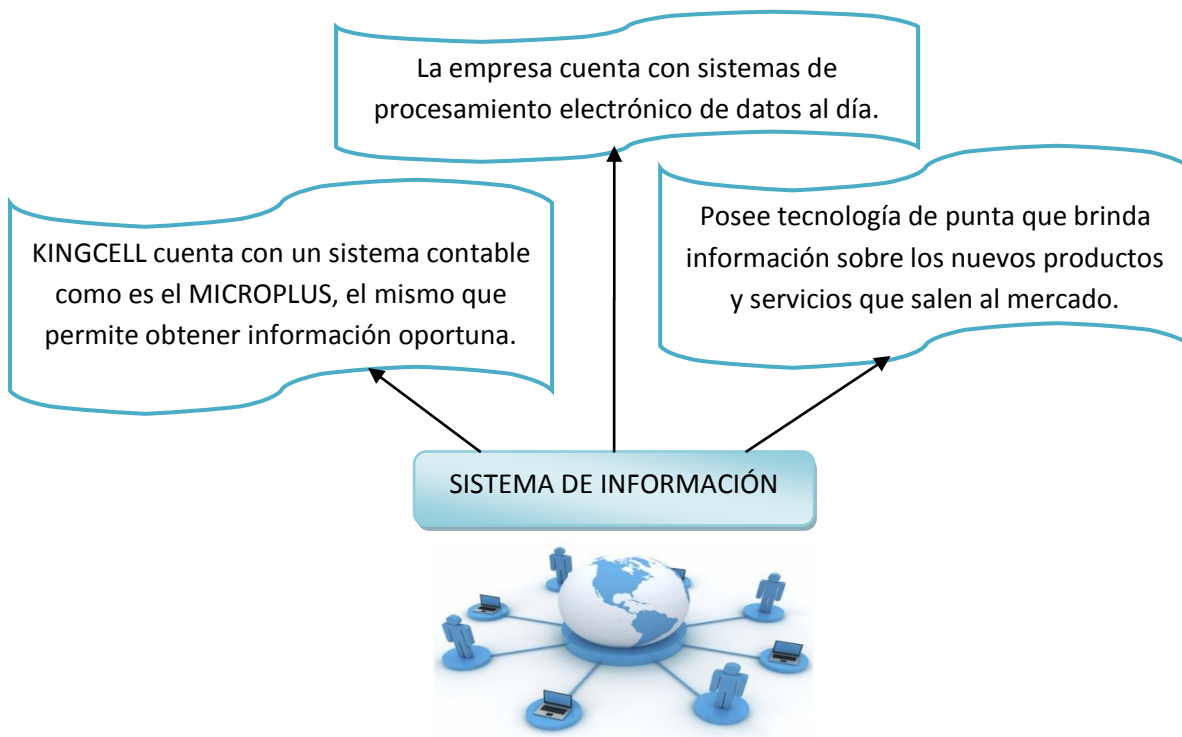 La empresa cuenta con sistemas de
procesamiento electrónico de datos al día.
KINGCELL cuenta con un sistema contable
como es el MICROPLUS, el mismo que
permite obtener información oportuna.
Posee tecnología de punta que brinda
información sobre los nuevos productos
y servicios que salen al mercado.
SISTEMA DE INFORMACIÓN